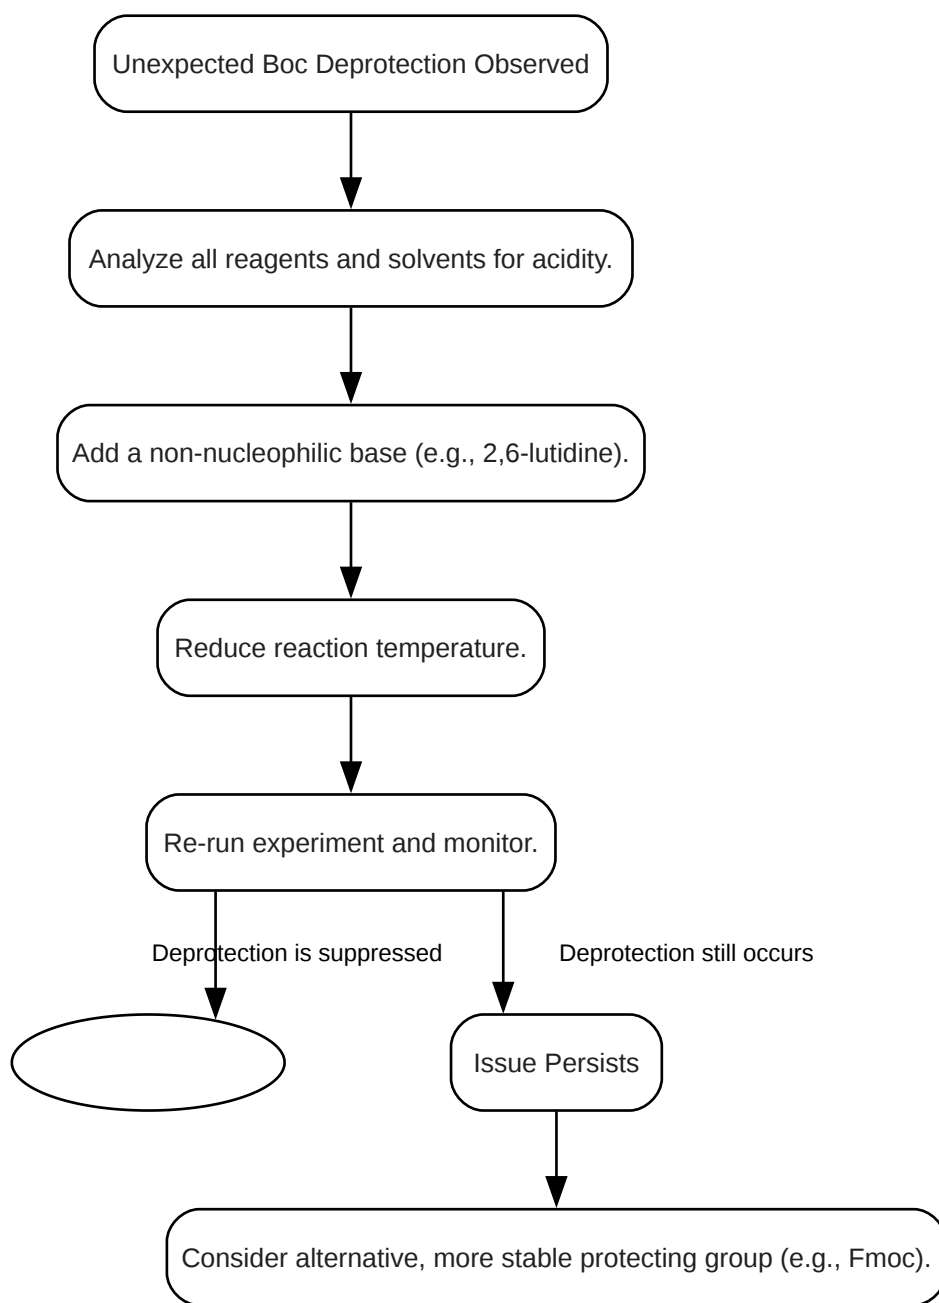 Unexpected Boc Deprotection Observed
Analyze all reagents and solvents for acidity.
Add a non-nucleophilic base (e.g., 2,6-lutidine).
Reduce reaction temperature.
Re-run experiment and monitor.
Deprotection is suppressed
Deprotection still occurs
Issue Persists
Consider alternative, more stable protecting group (e.g., Fmoc).